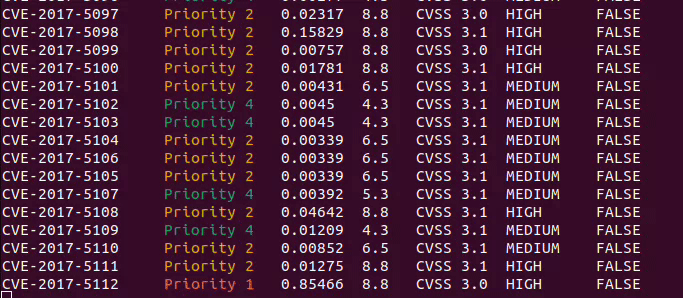 CVE-2017-5097 Priority 2 0.02317 8.8 CVSS 3.0 HIGH FALSE
CVE-2017-5098 Priority 2 0.15829 8.8 CVSS 3.1 HIGH FALSE
CVE-2017-5099 Priority 2 0.00757 8.8 CVSS 3.0 HIGH FALSE
CVE-2017-5100 Priority 2 0.01781 8.8 CVSS 3.1 HIGH FALSE
CVE-2017-5101 Priority 2 0.00431 6.5 CVSS 3.1 MEDIUM FALSE
CVE-2017-5102 Priority 4 0.0045 4.3 CVSS 3.1 MEDIUM FALSE
CVE-2017-5103 Priority 4 0.0045 4.3 CVSS 3.1 MEDIUM FALSE
CVE-2017-5104 Priority 2 0.00339 6.5 CVSS 3.1 MEDIUM FALSE
CVE-2017-5106 Priority 2 0.00339 6.5 CVSS 3.1 MEDIUM FALSE
CVE-2017-5105 Priority 2 0.00339 6.5 CVSS 3.1 MEDIUM FALSE
CVE-2017-5107 Priority 4 0.00392 5.3 CVSS 3.1 MEDIUM FALSE
CVE-2017-5108 Priority 2 0.04642 8.8 CVSS 3.1 HIGH FALSE
CVE-2017-5109 Priority 4 0.01209 4.3 CVSS 3.1 MEDIUM FALSE
CVE-2017-5110 Priority 2 0.00852 6.5 CVSS 3.1 MEDIUM FALSE
CVE-2017-5111 Priority 2 0.01275 8.8 CVSS 3.1 HIGH FALSE
CVE-2017-5112 Priority 1 0.85466 8.8 CVSS 3.0 HIGH FALSE